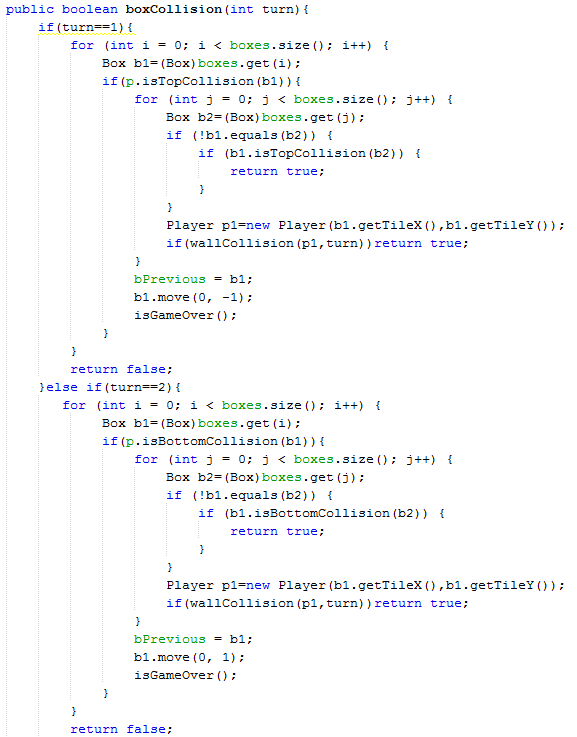 public boolean boxCollision(int turn){
    if(turn==1){
        for (int i = 0; i < boxes.size(); i++) {
            Box b1=(Box)boxes.get(i);
            if(p.isTopCollision(b1)){
                for (int j = 0; j < boxes.size(); j++) {
                    Box b2=(Box)boxes.get(j);
                    if (!b1.equals(b2)) {
                        if (b1.isTopCollision(b2)) {
                            return true;
                        }
                    }
                    Player p1=new Player(b1.getTileX(),b1.getTileY());
                    if(wallCollision(p1,turn))return true;
                }
                bPrevious = b1;
                b1.move(0, -1);
                isGameOver();
            }
        }
        return false;
    }else if(turn==2){
       for (int i = 0; i < boxes.size(); i++) {
            Box b1=(Box)boxes.get(i);
            if(p.isBottomCollision(b1)){
                for (int j = 0; j < boxes.size(); j++) {
                    Box b2=(Box)boxes.get(j);
                    if (!b1.equals(b2)) {
                        if (b1.isBottomCollision(b2)) {
                            return true;
                        }
                    }
                    Player p1=new Player(b1.getTileX(),b1.getTileY());
                    if(wallCollision(p1,turn))return true;
                }
                bPrevious = b1;
                b1.move(0, 1);
                isGameOver();
            }
        }
        return false;